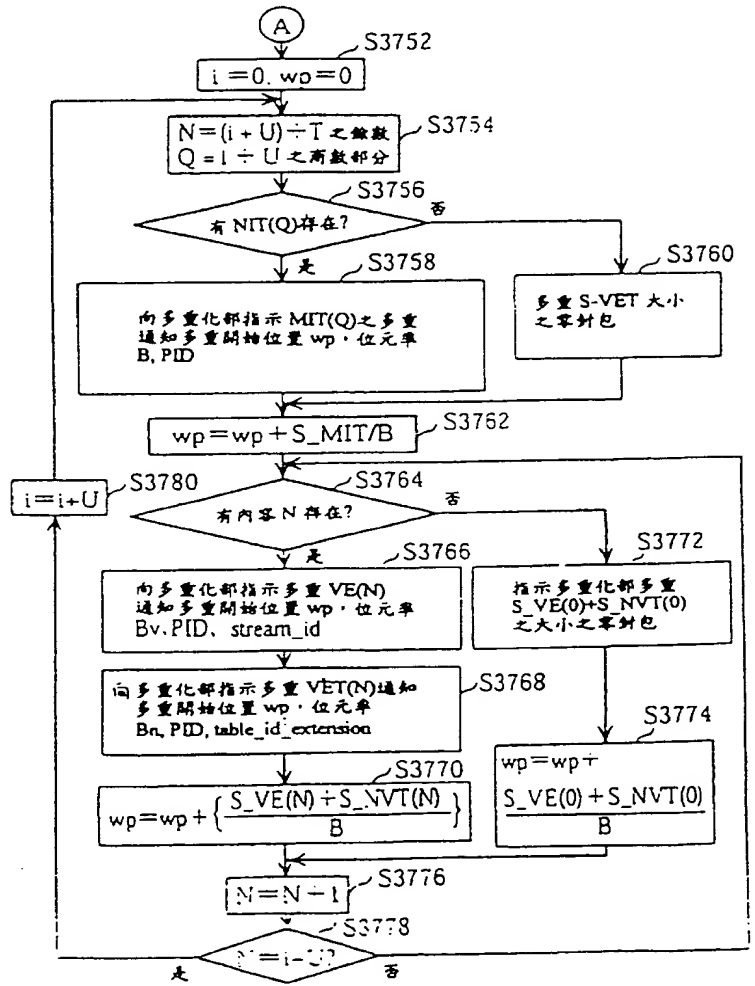 A
S3752
i=0, wp=0
S3754
N=(i+U)÷T之餘數
Q=1÷U之商數部分
S3756
有 NIT(Q)存在?
否
是
S3758
向多重化部指示 MIT(Q)之多重
通知多重開始位置 wp，位元率
B, PID
S3760
多重 S-VET 大小
之零封包
S3762
wp=wp+S_MIT/B
S3780
i=i+U
S3764
有內容 N 存在?
否
是
S3766
向多重化部指示多重 VE(N)
通知多重開始位置 wp，位元率
Bv、PID、stream_id
S3772
指示多重化部多重
S_VE(0)+S_NVT(0)
之大小之零封包
S3768
向多重化部指示多重 VET(N)通知
多重開始位置 wp，位元率
Bn, PID, table_id_extension
S3770
wp=wp+{S_VE(N)+S_NVT(N)
B}
S3774
wp=wp+
S_VE(0)+S_NVT(0)
B
S3776
N=N-1
S3778
N=i-U?
是
否